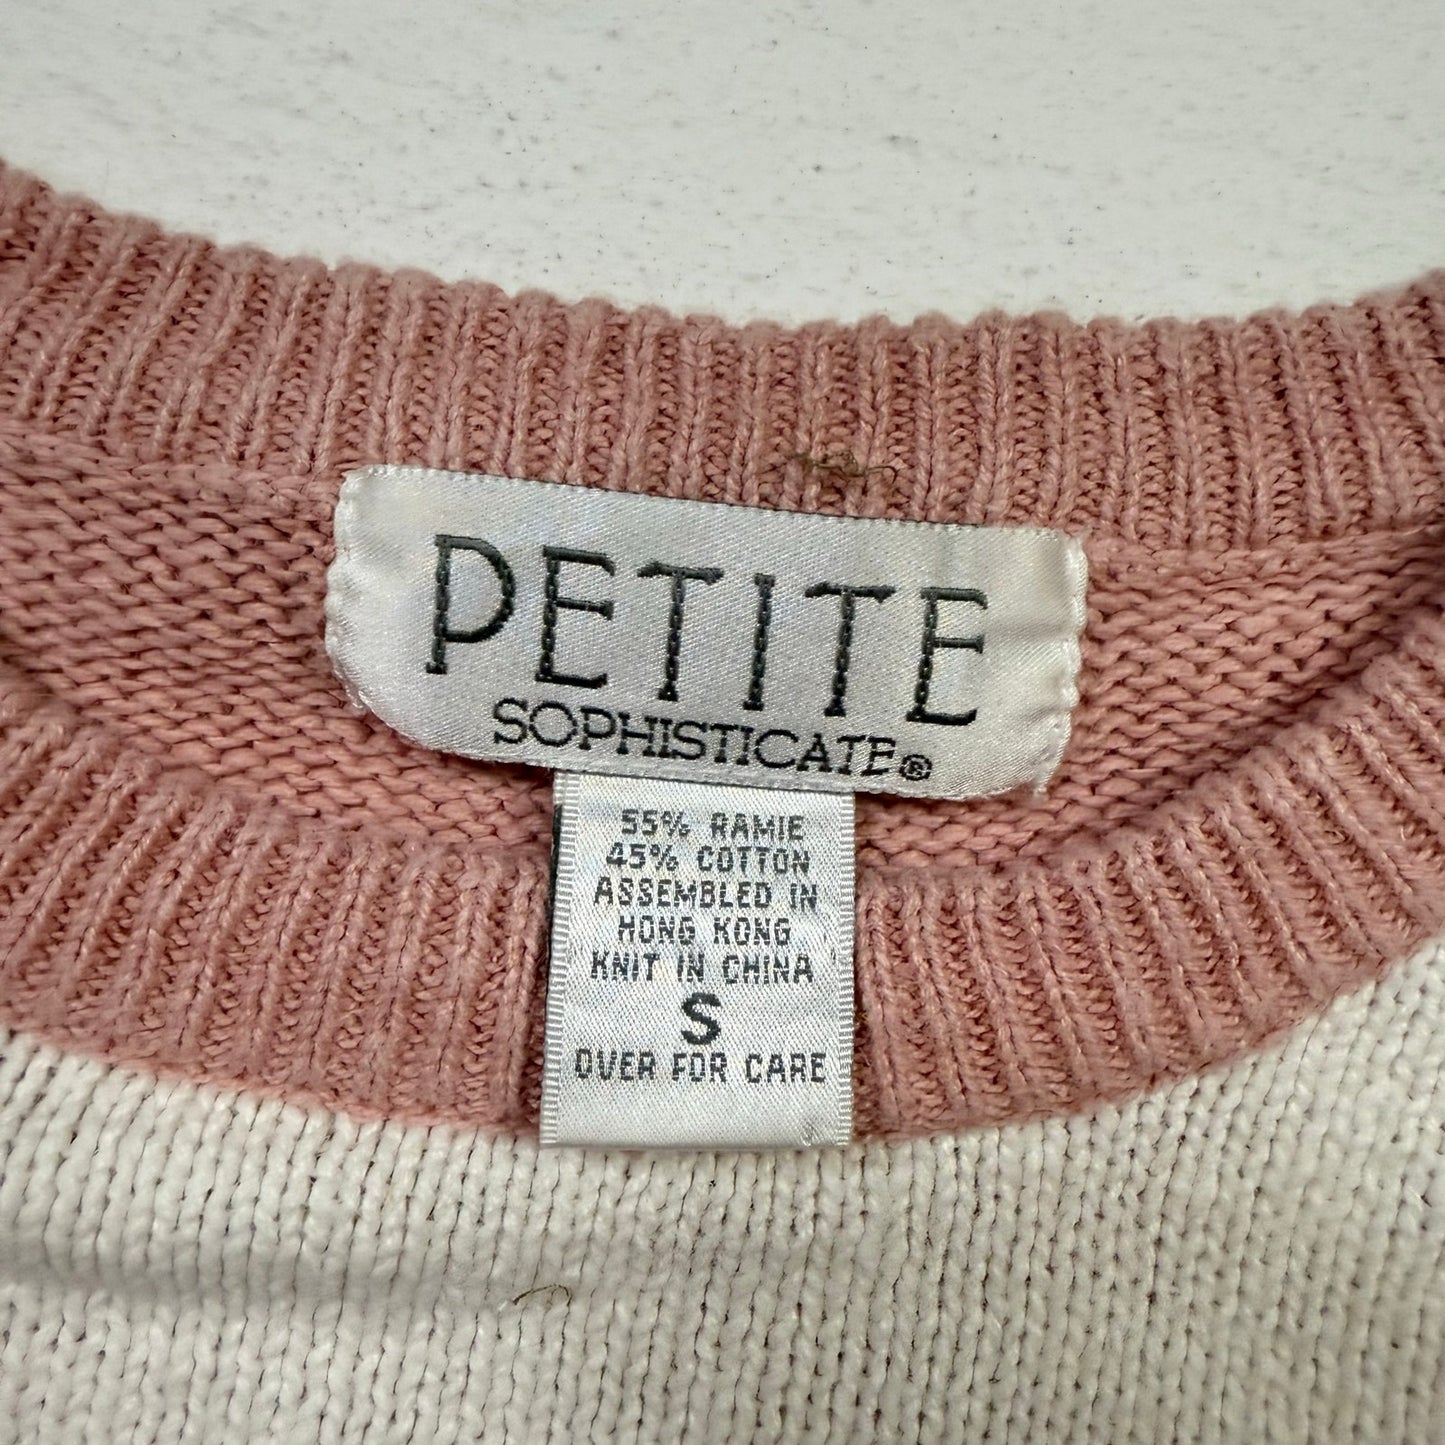 PETITE
SOPHISTICATE®
55% RAMIE
45% COTTON
ASSEMBLED IN
HONG KONG
KNIT IN CHINA
S
OVER FOR CARE